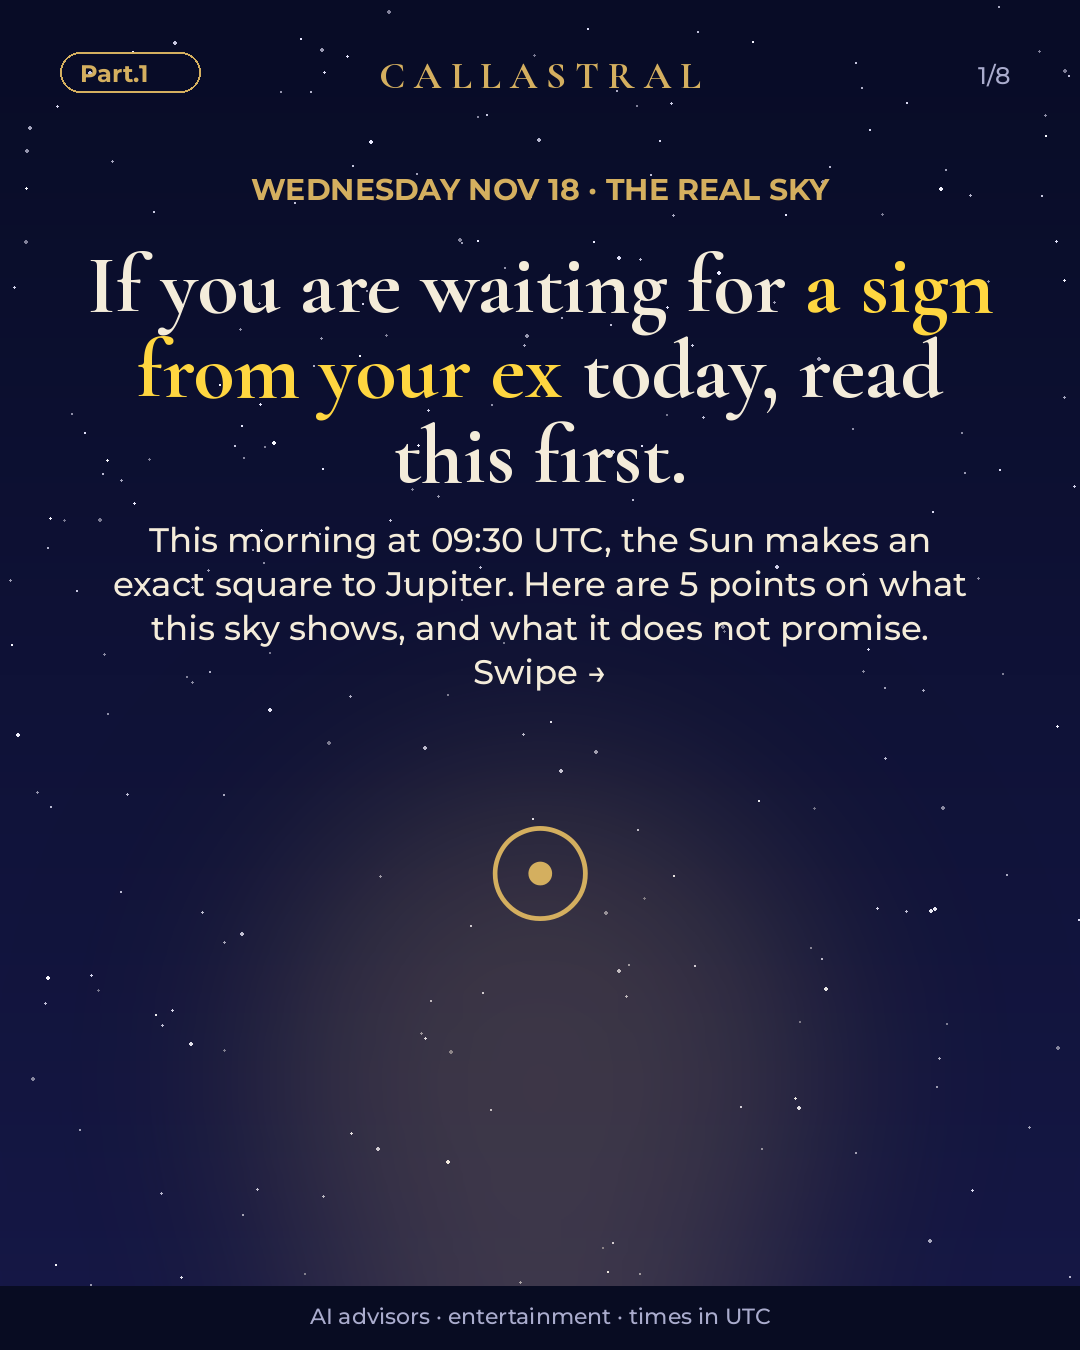 Part.1
CALLASTRAL
1/8
WEDNESDAY NOV 18 · THE REAL SKY
If you are waiting for a sign
from your ex today, read
this first.
This morning at 09:30 UTC, the Sun makes an
exact square to Jupiter. Here are 5 points on what
this sky shows, and what it does not promise.
Swipe →
AI advisors · entertainment · times in UTC